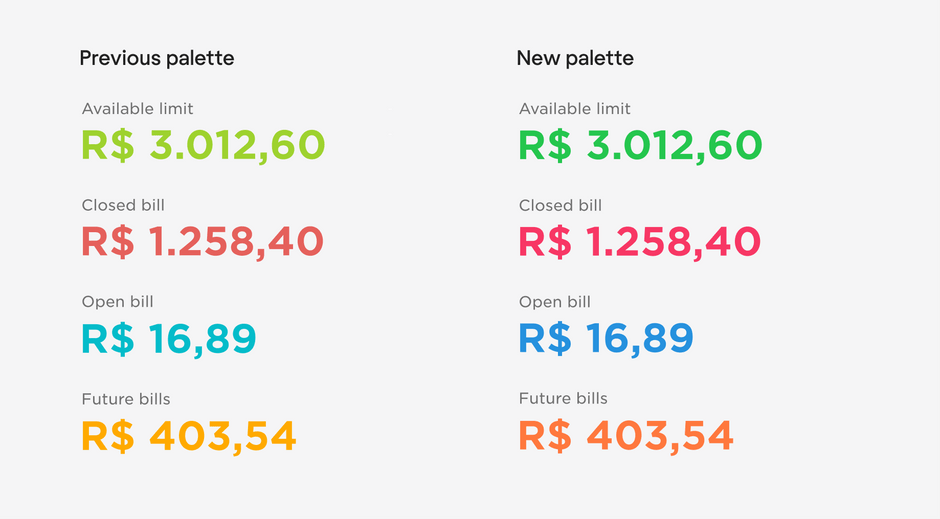 Previous palette
Available limit
R$ 3.012,60
Closed bill
R$ 1.258,40
Open bill
R$ 16,89
Future bills
R$ 403,54
New palette
Available limit
R$ 3.012,60
Closed bill
R$ 1.258,40
Open bill
R$ 16,89
Future bills
R$ 403,54